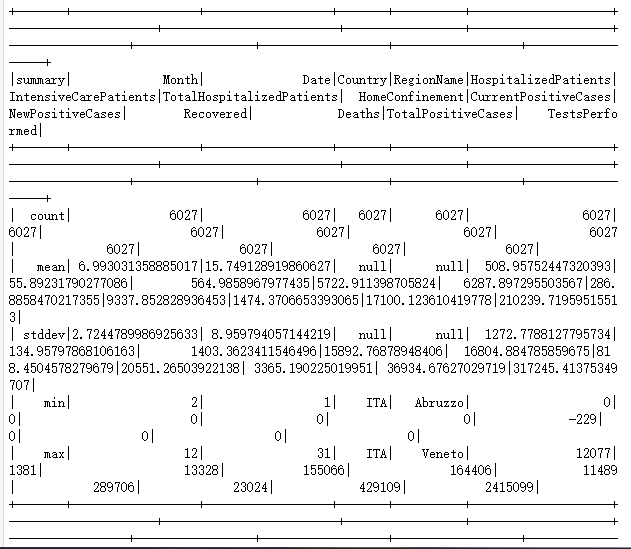 |summary| Month| Date|Country|RegionName|HospitalizedPatients|
IntensiveCarePatients|TotalHospitalizedPatients| HomeConfinement|CurrentPositiveCases|
NewPositiveCases| Recovered| Deaths|TotalPositiveCases| TestsPerfo
rmed|
| count| 6027| 6027| 6027| 6027| 6027|
6027| 6027| 6027| 6027| 6027
| 6027| 6027| 6027| 6027|
| mean| 6.993031358885017|15.749128919860627| null| null| 508.95752447320393|
55.89231790277086| 564.9858967977435|5722.911398705824| 6287.897295503567|286.
8858470217355|9337.852828936453|1474.3706653393065|17100.123610419778|210239.7195951551
3|
| stddev|2.7244789986925633| 8.959794057144219| null| null| 1272.7788127795734|
134.95797868106163| 1403.3623411546496|15892.76878948406| 16804.884785859675|81
8.4504578279679|20551.26503922138| 3365.190225019951| 36934.67627029719|317245.41375349
707|
| min| 2| 1| ITA| Abruzzo| 0|
0| 0| 0| 0| -229|
0| 0| 0| 0|
| max| 12| 31| ITA| Veneto| 12077|
1381| 13328| 155066| 164406| 11489
| 289706| 23024| 429109| 2415099|